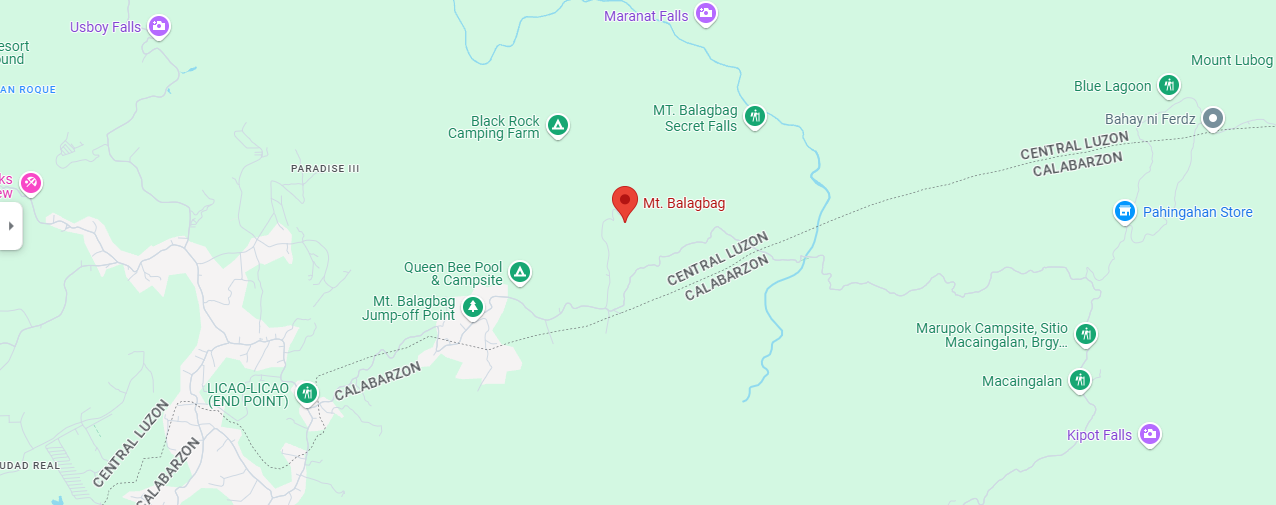 Usboy Falls
Maranat Falls
esort
ound
AN ROQUE
Mount Lubog
Blue Lagoon
Bahay ni Ferdz
Black Rock
Camping Farm
MT. Balagbag
Secret Falls
CENTRAL LUZON
CALABARZON
PARADISE III
ks
ew
Mt. Balagbag
Pahingahan Store
CENTRAL LUZON
CALABARZON
Queen Bee Pool
& Campsite
Mt. Balagbag
Jump-off Point
Marupok Campsite, Sitio
Macaingalan, Brgy...
LICAO-LICAO
(END POINT)
CALABARZON
Macaingalan
CENTRAL LUZON
CALABARZON
Kipot Falls
UDAD REAL